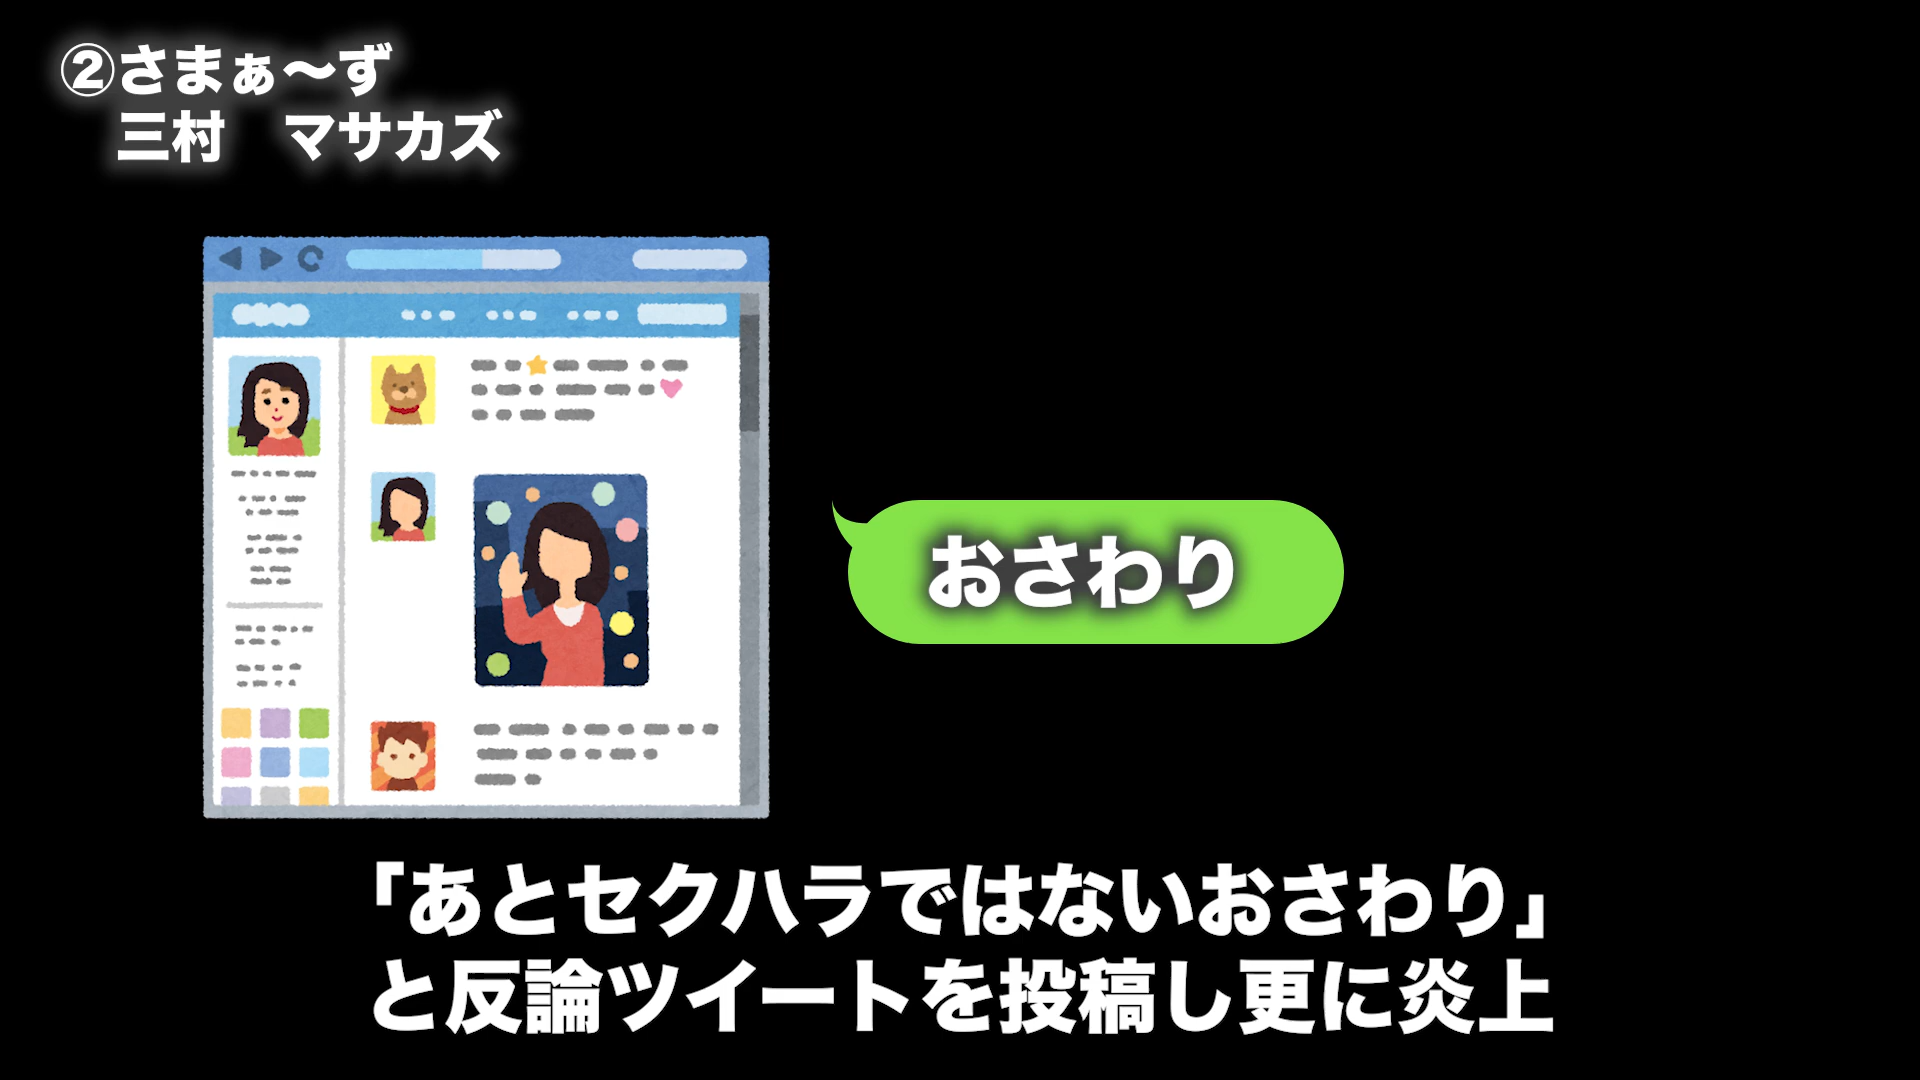 ②さまぁ〜ず
三村　マサカズ
おさわり
「あとセクハラではないおさわり」
と反論ツイートを投稿し更に炎上